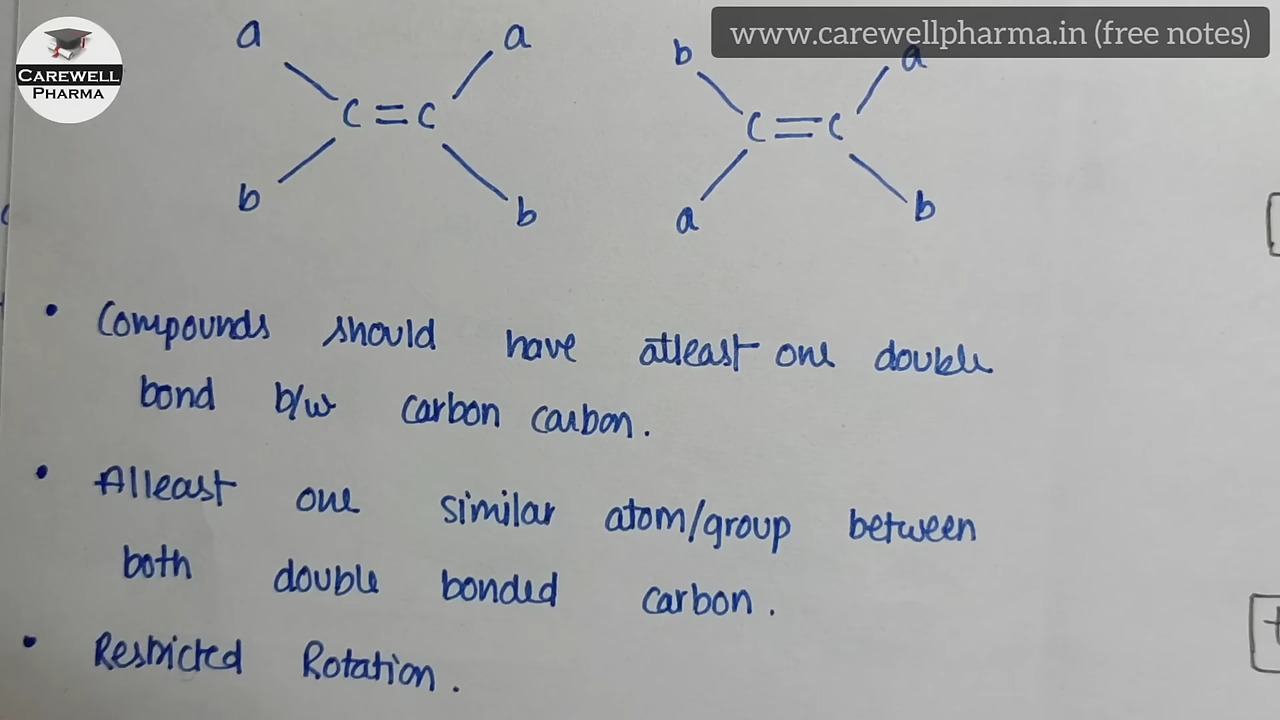 www.carewellpharma.in (free notes)
CAREWELL
PHARMA
a a
b a
C=C
C=C
b b
a b
• Compounds should have atleast one double
bond b/w carbon carbon.
• Atleast one similar atom/group between
both double bonded carbon.
• Restricted Rotation.